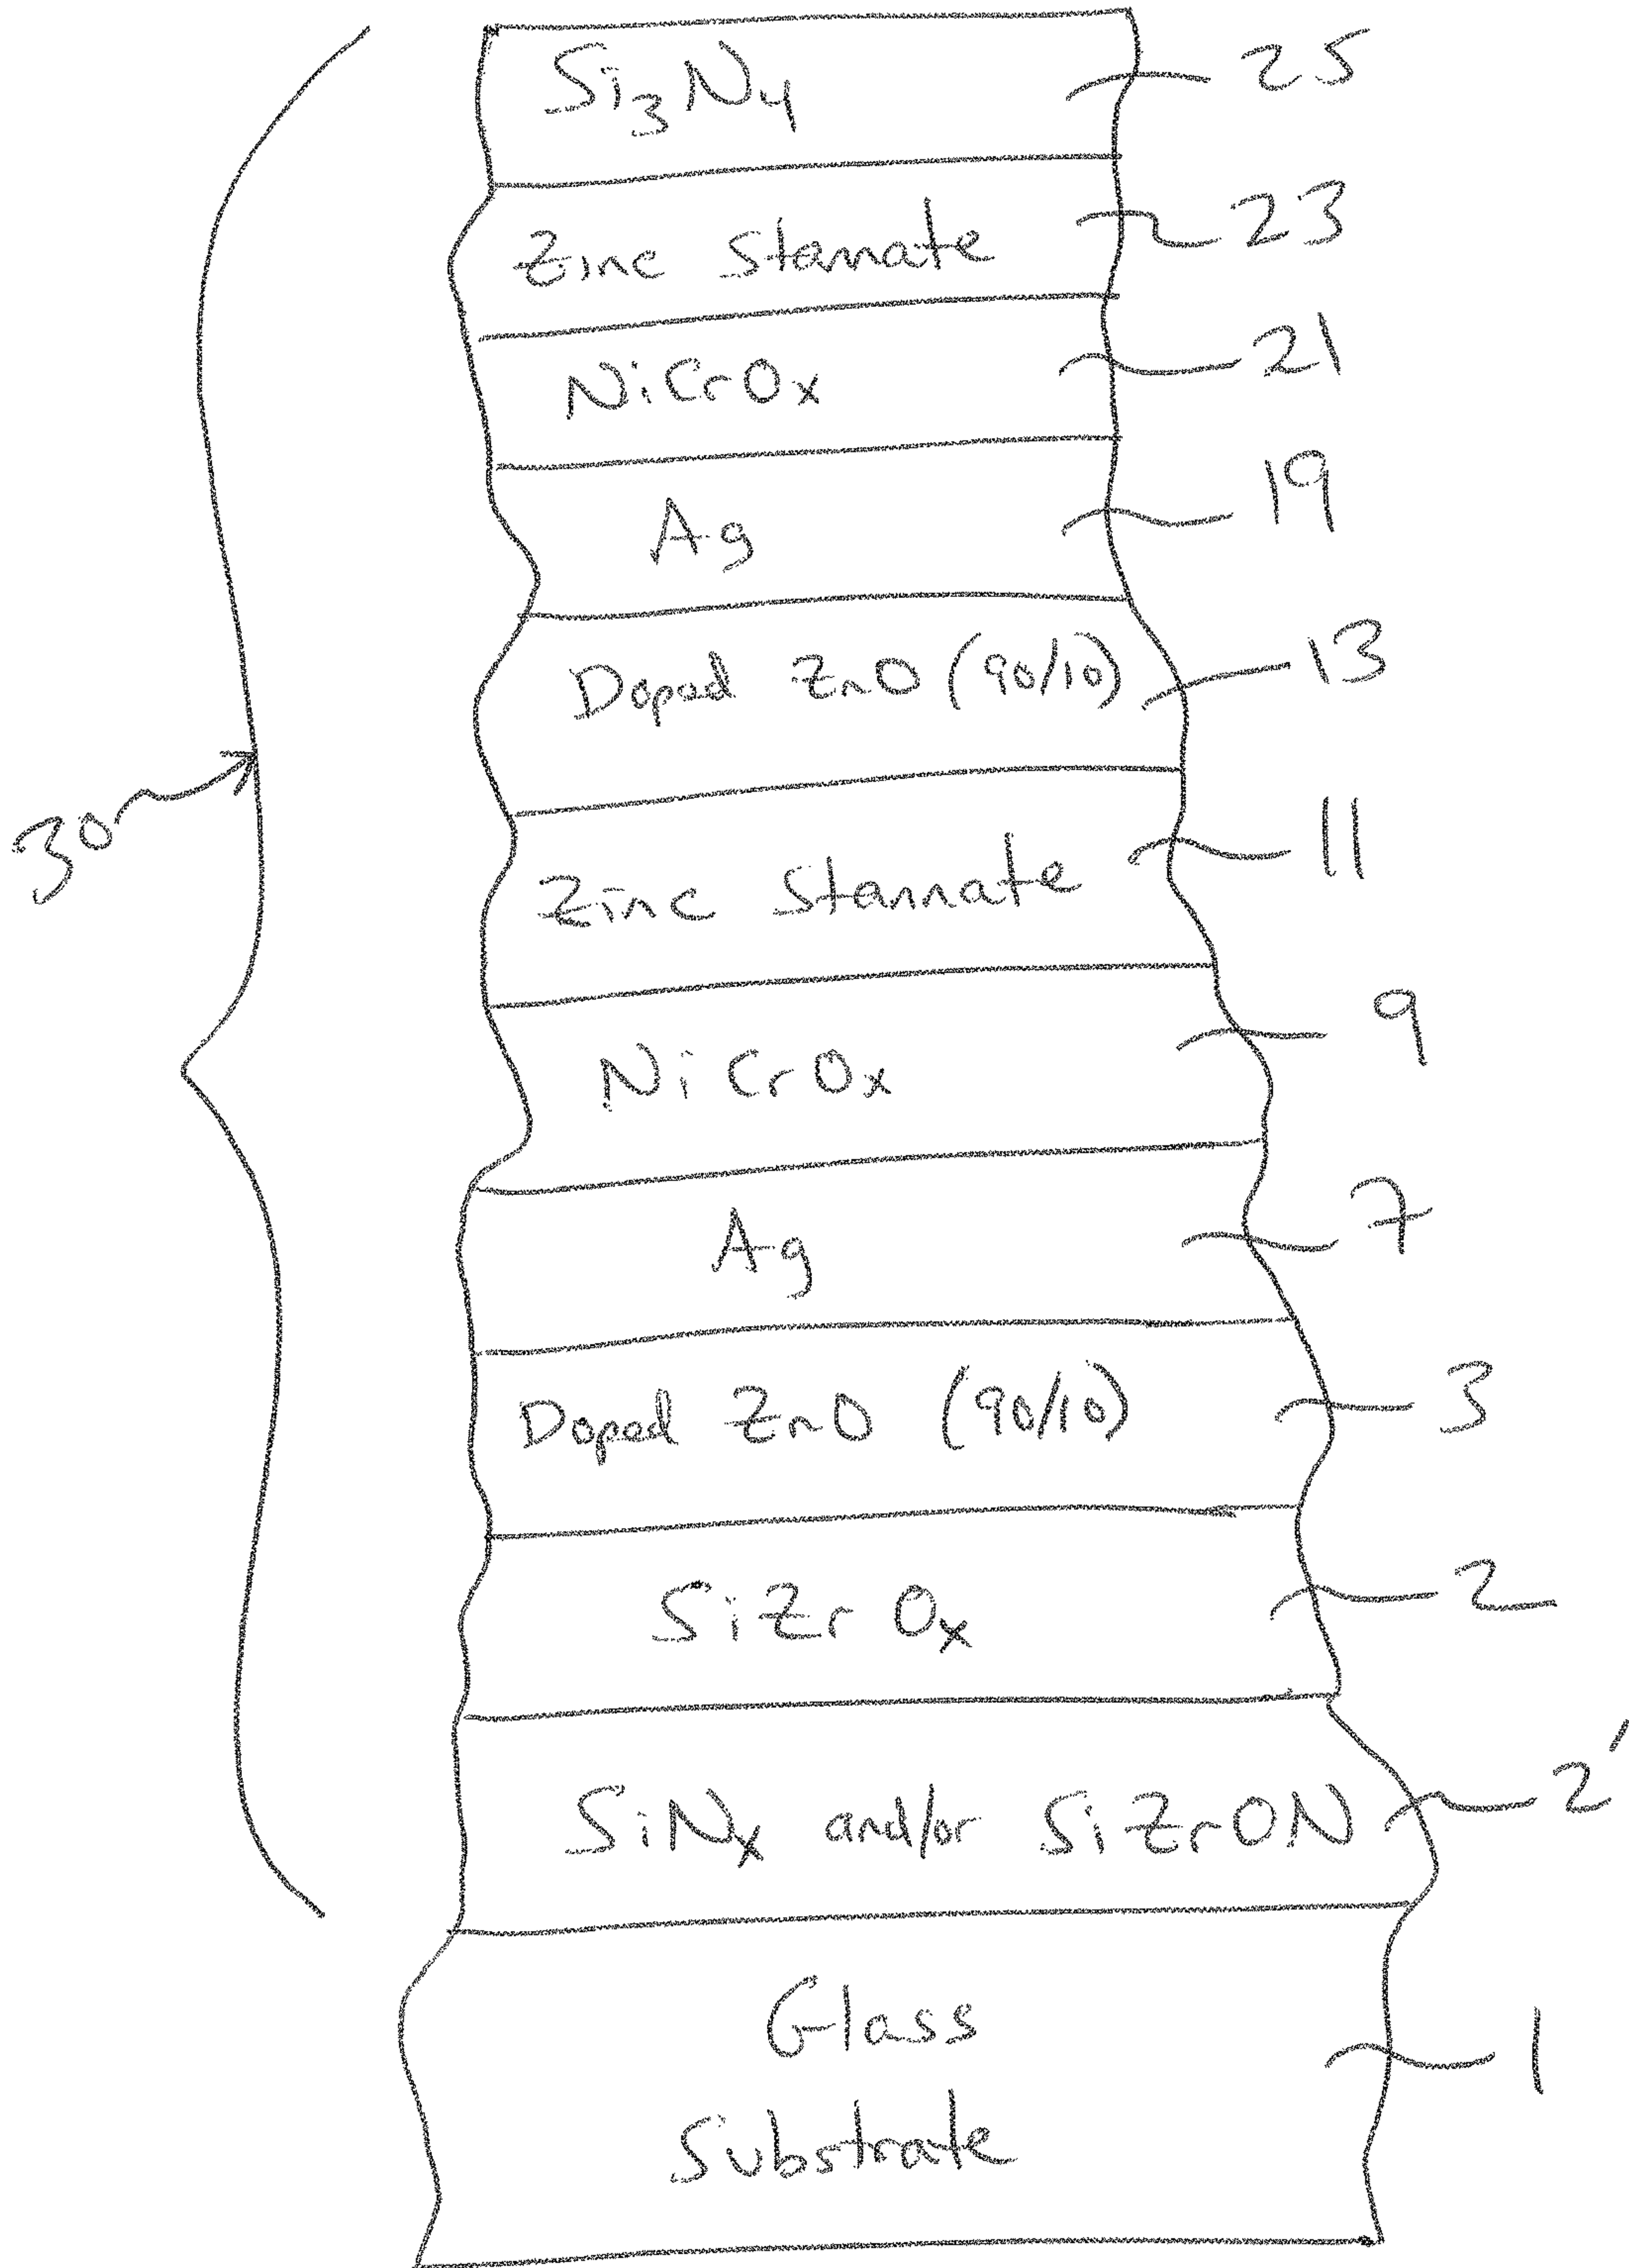 Si3N4 25
Zinc Stannate 23
NiCrOx 21
Ag 19
Doped ZnO (90/10) 13
30
Zinc Stannate 11
NiCrOx 9
Ag 7
Doped ZnO (90/10) 3
SiZrOx 2
SiNx and/or SiZrON 2'
Glass 1
Substrate